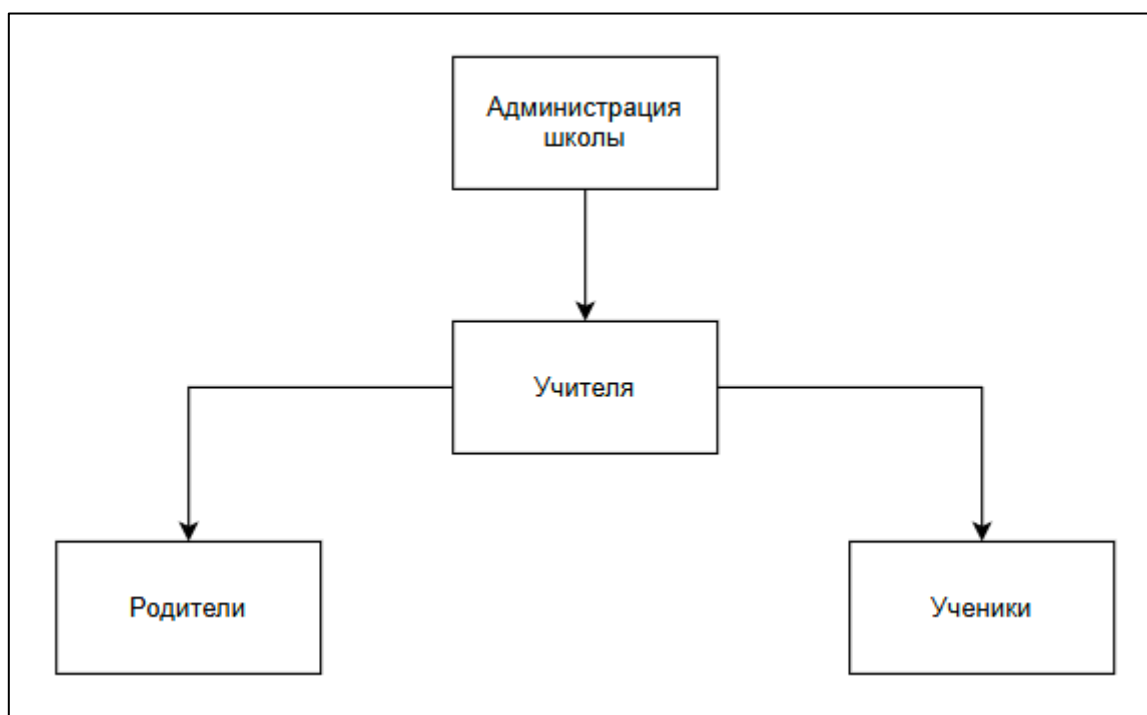 Администрация
школы
Учителя
Родители
Ученики